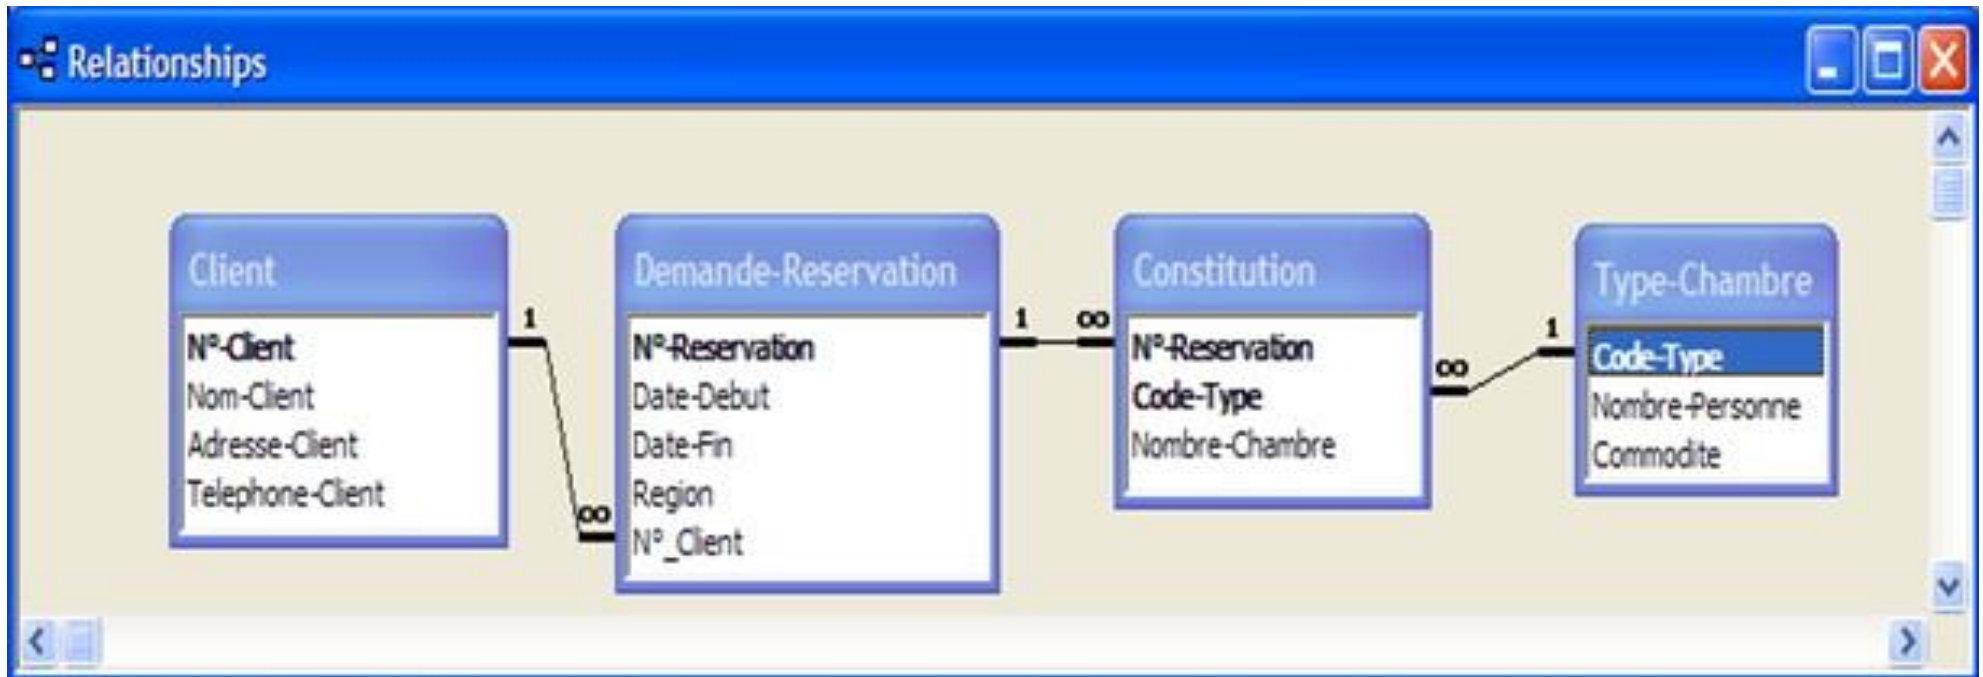 Relationships
Client
N°-Client
Nom-Client
Adresse-Client
Telephone-Client
1
∞
Demande-Reservation
N°-Reservation
Date-Debut
Date-Fin
Region
N°_Client
1
∞
Constitution
N°-Reservation
Code-Type
Nombre-Chambre
∞
1
Type-Chambre
Code-Type
Nombre-Personne
Commodite